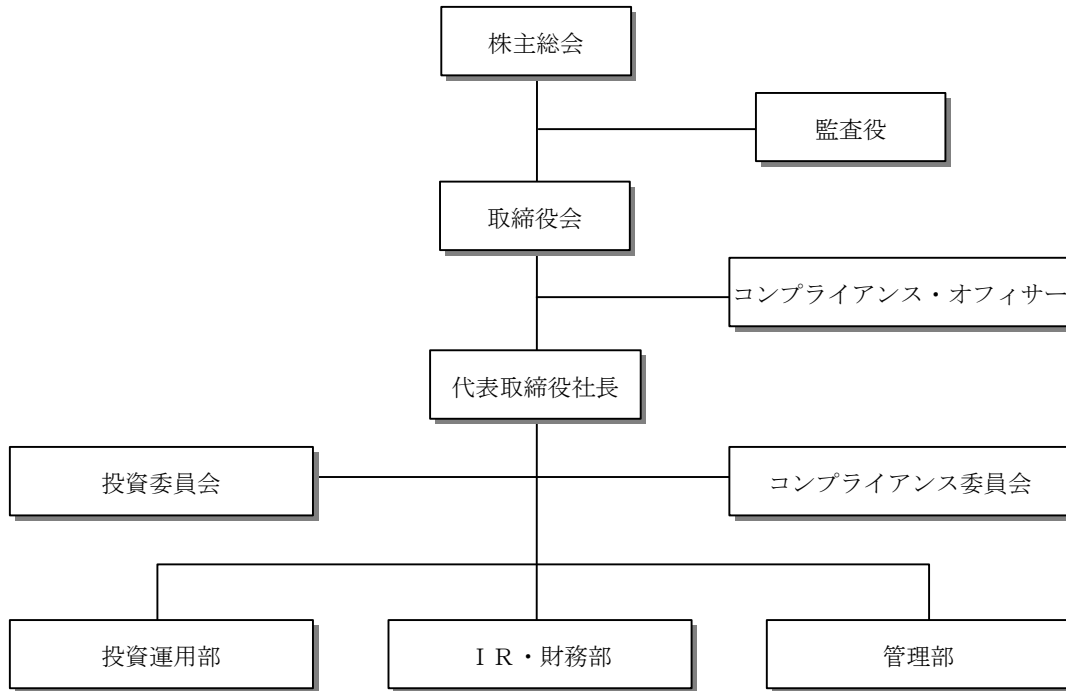 株主総会
監査役
取締役会
コンプライアンス・オフィサー
代表取締役社長
投資委員会
コンプライアンス委員会
投資運用部
ＩＲ・財務部
管理部